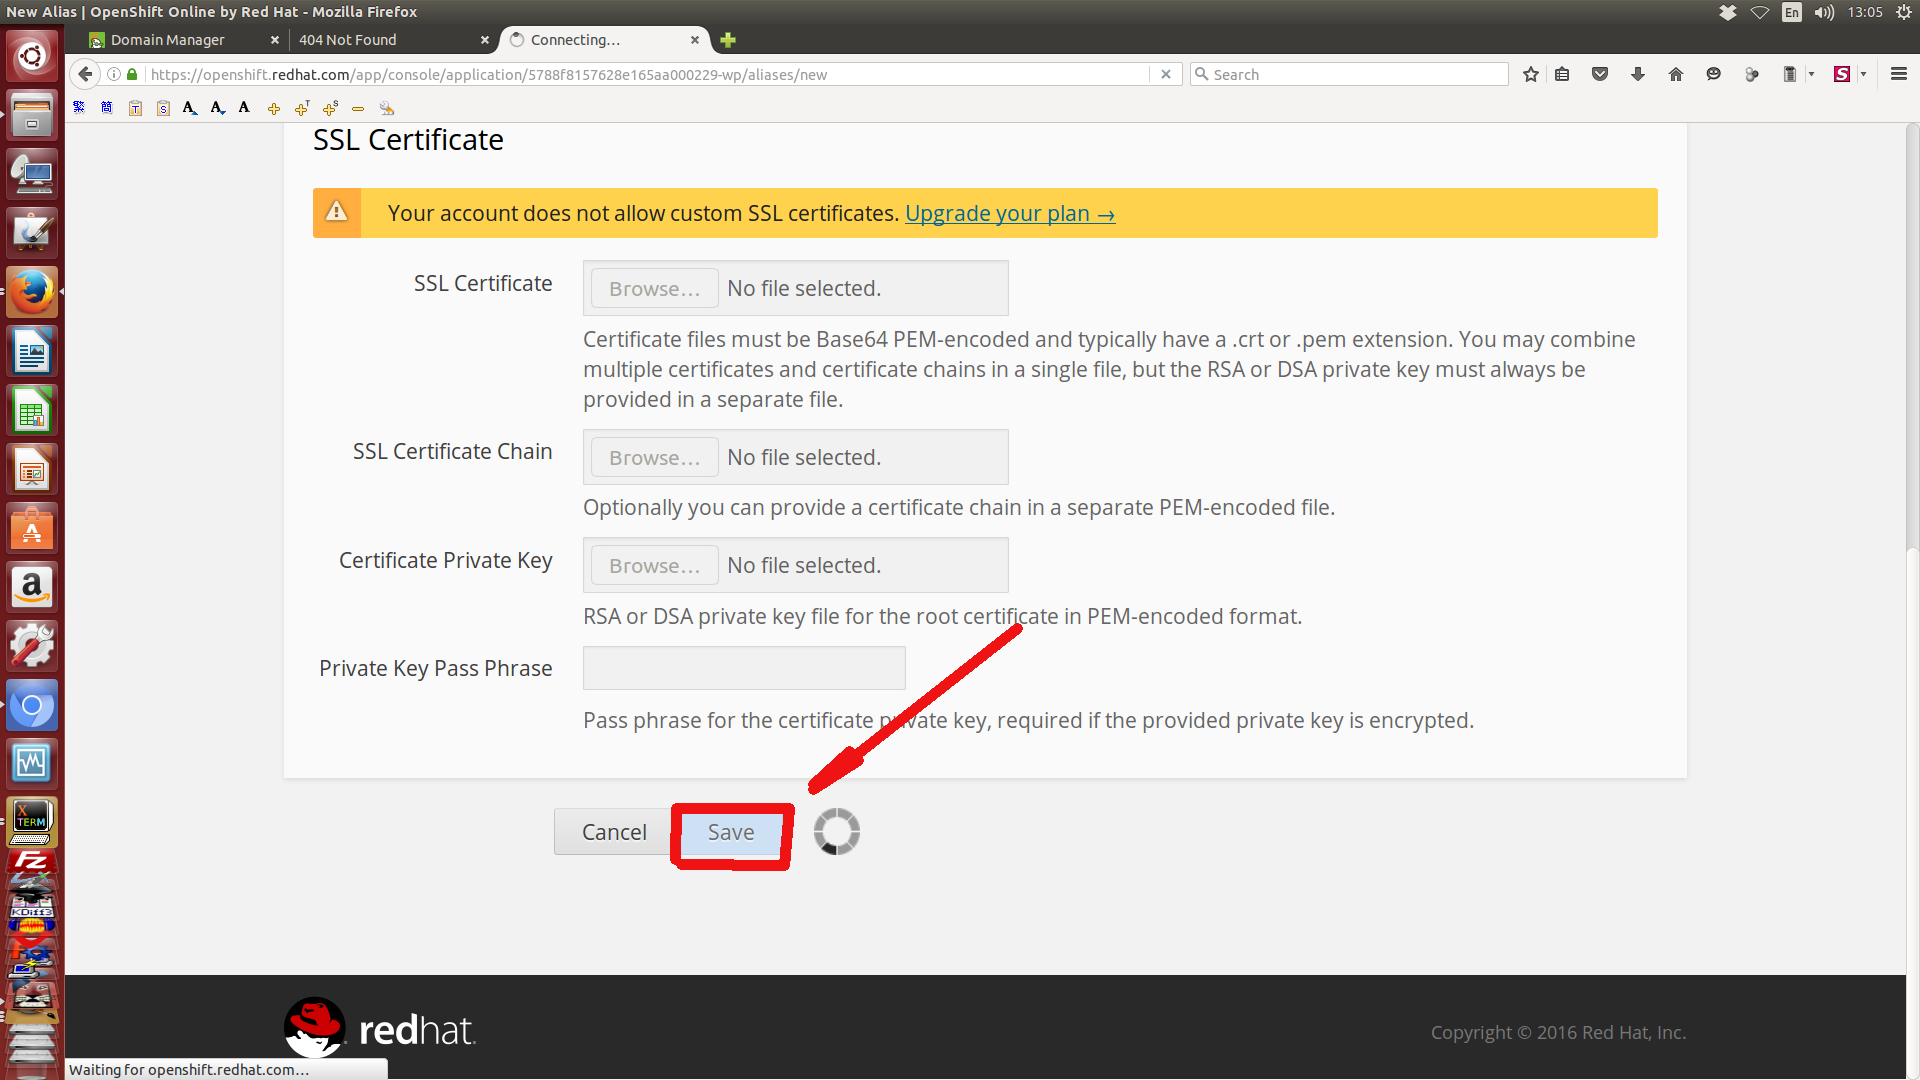 New Alias | OpenShift Online by Red Hat - Mozilla Firefox
En
13:05
Domain Manager
404 Not Found
Connecting…
https://openshift.redhat.com/app/console/application/5788f8157628e165aa000229-wp/aliases/new
Search
繁 簡 T S A A A T S
SSL Certificate
Your account does not allow custom SSL certificates. Upgrade your plan →
SSL Certificate
Browse… No file selected.
Certificate files must be Base64 PEM-encoded and typically have a .crt or .pem extension. You may combine
multiple certificates and certificate chains in a single file, but the RSA or DSA private key must always be
provided in a separate file.
SSL Certificate Chain
Browse… No file selected.
Optionally you can provide a certificate chain in a separate PEM-encoded file.
Certificate Private Key
Browse… No file selected.
RSA or DSA private key file for the root certificate in PEM-encoded format.
Private Key Pass Phrase
Pass phrase for the certificate private key, required if the provided private key is encrypted.
Cancel
Save
X TERM
FZ
KDiff3
redhat.
Copyright © 2016 Red Hat, Inc.
Waiting for openshift.redhat.com…